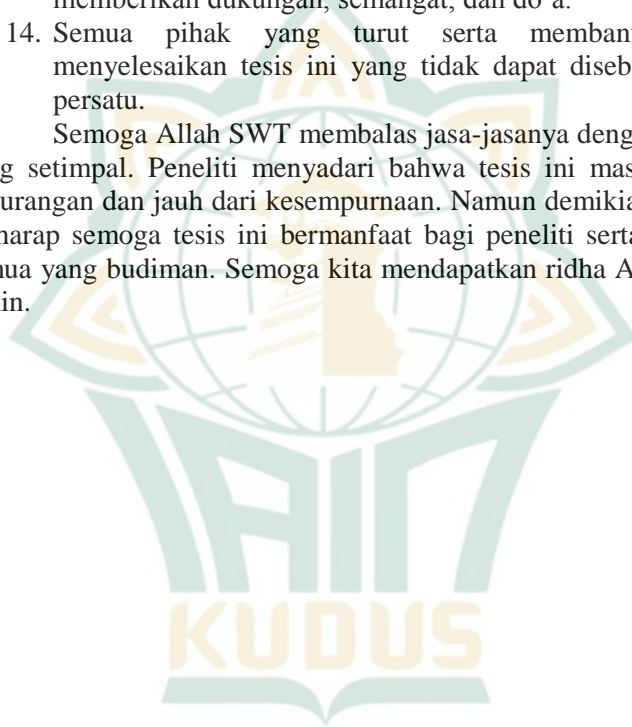 memberikan dukungan, semangat, dan do'a.
14. Semua pihak yang turut serta membant
menyelesaikan tesis ini yang tidak dapat diseb
persatu.
Semoga Allah SWT membalas jasa-jasanya deng
g setimpal. Peneliti menyadari bahwa tesis ini mas
urangan dan jauh dari kesempurnaan. Namun demikia
harap semoga tesis ini bermanfaat bagi peneliti serta
mua yang budiman. Semoga kita mendapatkan ridha A
in.
IAIN
KUDUS